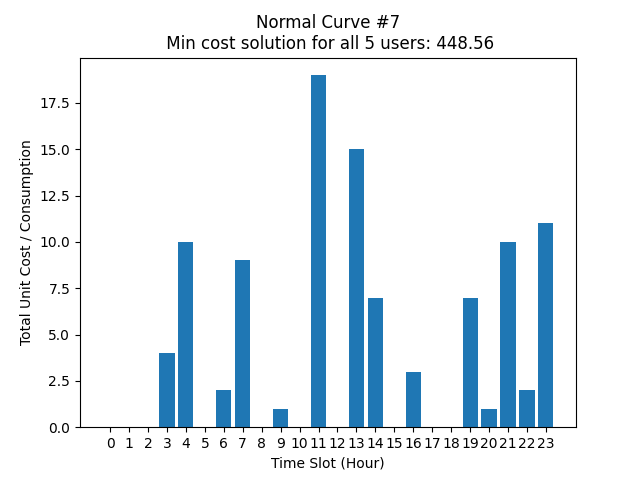 Normal Curve #7
Min cost solution for all 5 users: 448.56
Total Unit Cost / Consumption
17.5
15.0
12.5
10.0
7.5
5.0
2.5
0.0
0 1 2 3 4 5 6 7 8 9 10 11 12 13 14 15 16 17 18 19 20 21 22 23
Time Slot (Hour)